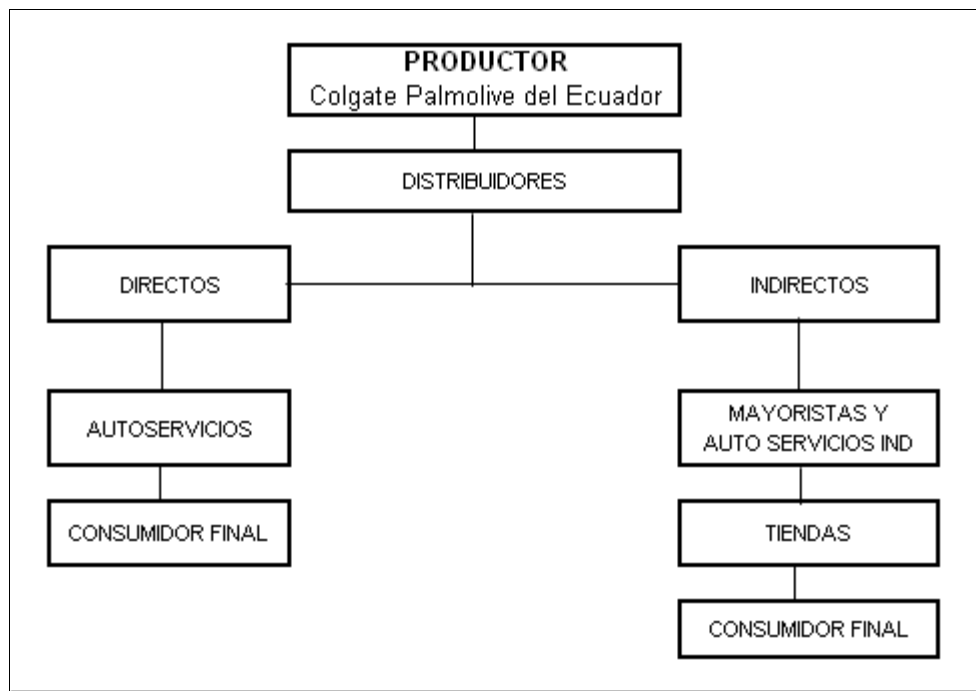 PRODUCTOR
Colgate Palmolive del Ecuador
DISTRIBUIDORES
DIRECTOS
INDIRECTOS
AUTOSERVICIOS
MAYORISTAS Y
AUTO SERVICIOS IND
CONSUMIDOR FINAL
TIENDAS
CONSUMIDOR FINAL